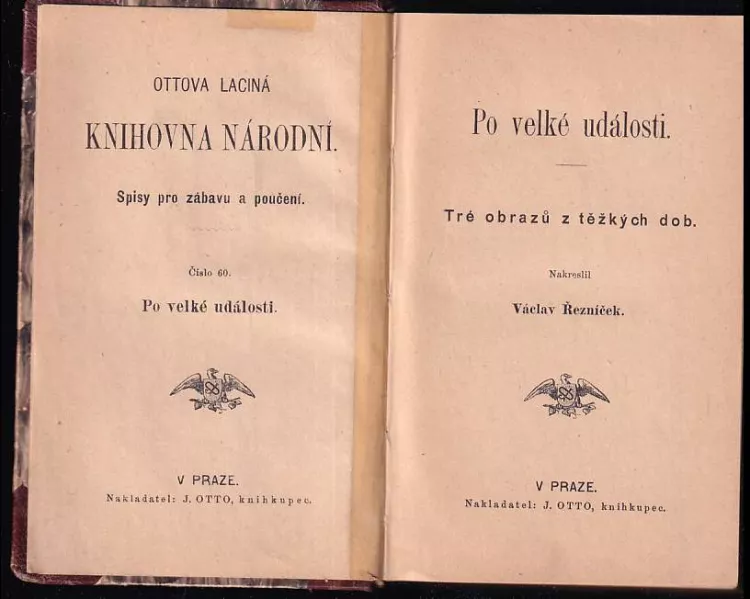 OTTOVA LACINÁ
KNIHOVNA NÁRODNÍ.
Spisy pro zábavu a poučení.
Číslo 60.
Po velké události.
V PRAZE.
Nakladatel: J. OTTO, knihkupec.
Po velké události.
Tré obrazů z těžkých dob.
Nakreslil
Václav Řezníček.
V PRAZE.
Nakladatel: J. OTTO, knihkupec.